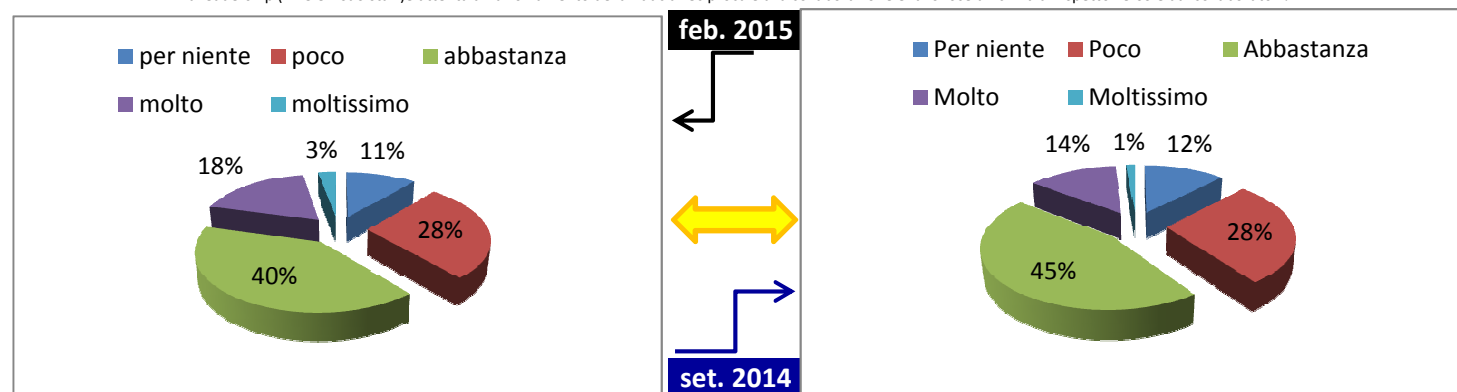 feb. 2015
per niente poco abbastanza
molto moltissimo
18% 3% 11%
28%
40%
Per niente Poco Abbastanza
Molto Moltissimo
14% 1% 12%
28%
45%
set. 2014